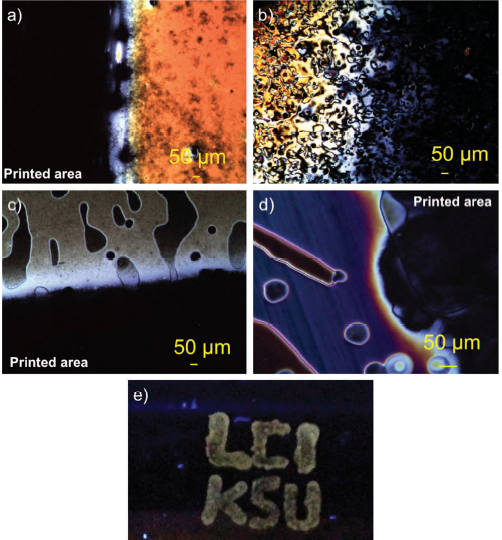 a)
50 μm
Printed area
b)
50 μm
c)
50 μm
Printed area
d)
Printed area
50 μm
e)
LCI
KSU